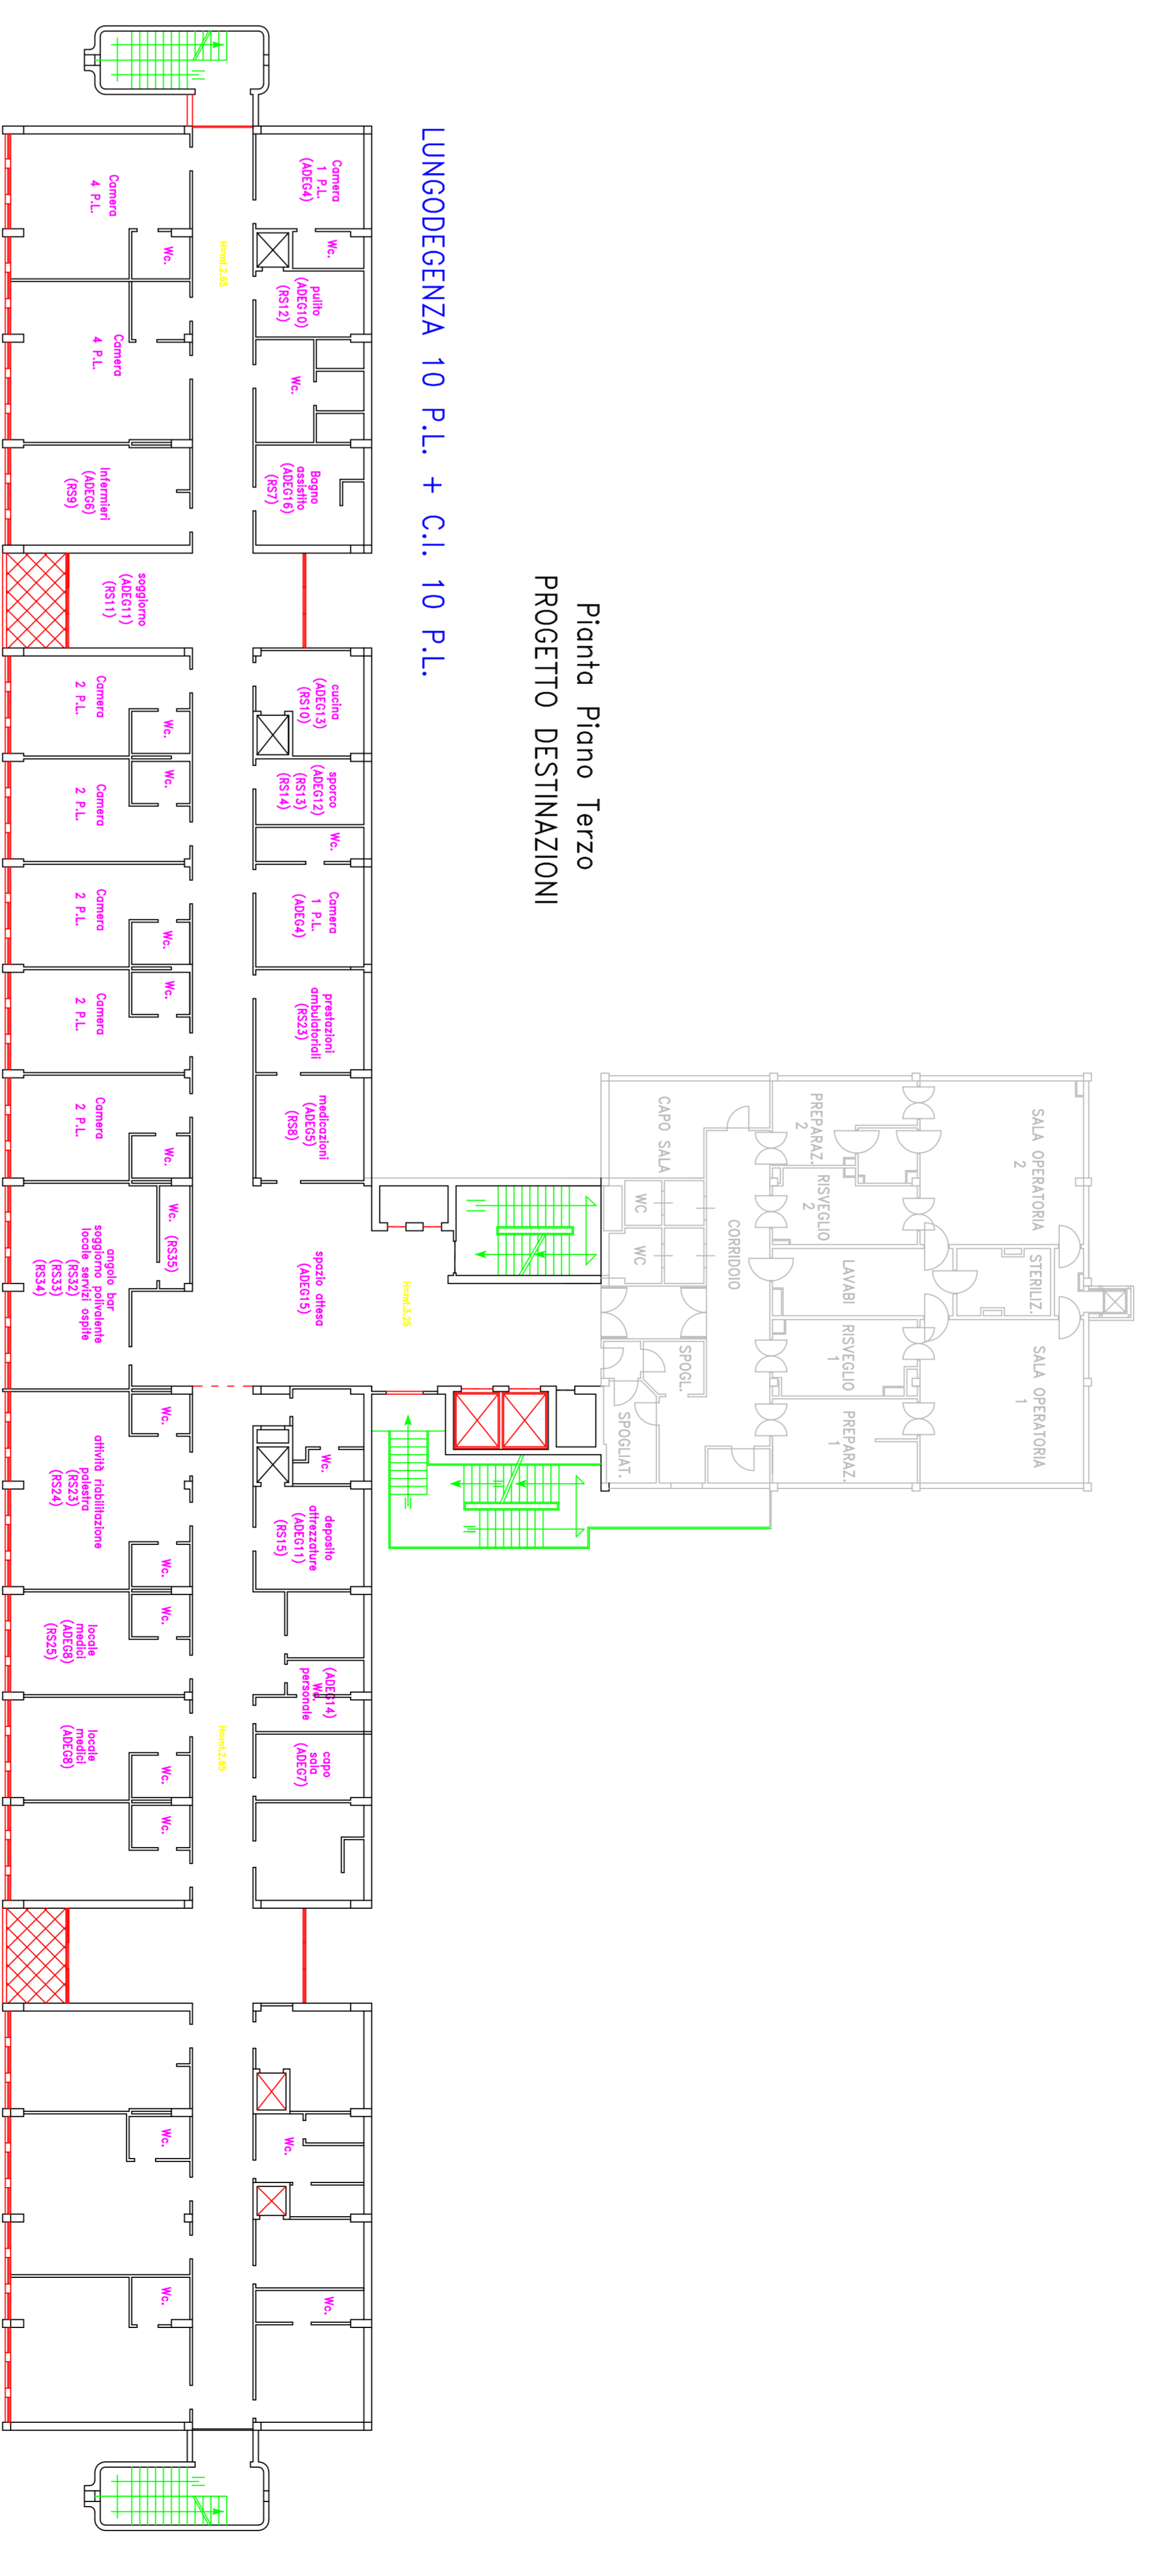 SALA OPERATORIA
2
STERILIZ.
SALA OPERATORIA
1
PREPARAZ.
2
RISVEGLIO
2
LAVABI
RISVEGLIO
1
PREPARAZ.
1
CORRIDOIO
CAPO SALA
WC
WC
SPOGL.
SPOGLIAT.
Pianta Piano Terzo
PROGETTO DESTINAZIONI
LUNGODEGENZA 10 P.L. + C.I. 10 P.L.
Camera
1 P.L.
(ADEG4)
Wc.
pulito
(ADEG10)
(RS12)
Wc.
Bagno
assistito
(ADEG16)
(RS7)
cucina
(ADEG13)
(RS10)
sporco
(ADEG12)
(RS13)
(RS14)
Wc.
Camera
1 P.L.
(ADEG4)
prestazioni
ambulatoriali
(RS23)
medicazioni
(ADEG5)
(RS8)
spazio attesa
(ADEG15)
Wc.
deposito
attrezzature
(ADEG11)
(RS15)
(ADEG14)
Wc.
personale
capo
sala
(ADEG7)
Wc.
Wc.
Camera
4 P.L.
Wc.
Camera
4 P.L.
Infermieri
(ADEG6)
(RS9)
soggiorno
(ADEG11)
(RS11)
Camera
2 P.L.
Wc.
Wc.
Camera
2 P.L.
Camera
2 P.L.
Wc.
Wc.
Camera
2 P.L.
Camera
2 P.L.
Wc.
Wc. (RS35)
angolo bar
soggiorno polivalente
locale servizi ospite
(RS32)
(RS33)
(RS34)
Wc.
attività riabilitazione
palestra
(RS23)
(RS24)
Wc.
Wc.
locale
medici
(ADEG8)
(RS25)
locale
medici
(ADEG8)
Wc.
Wc.
Wc.
Wc.